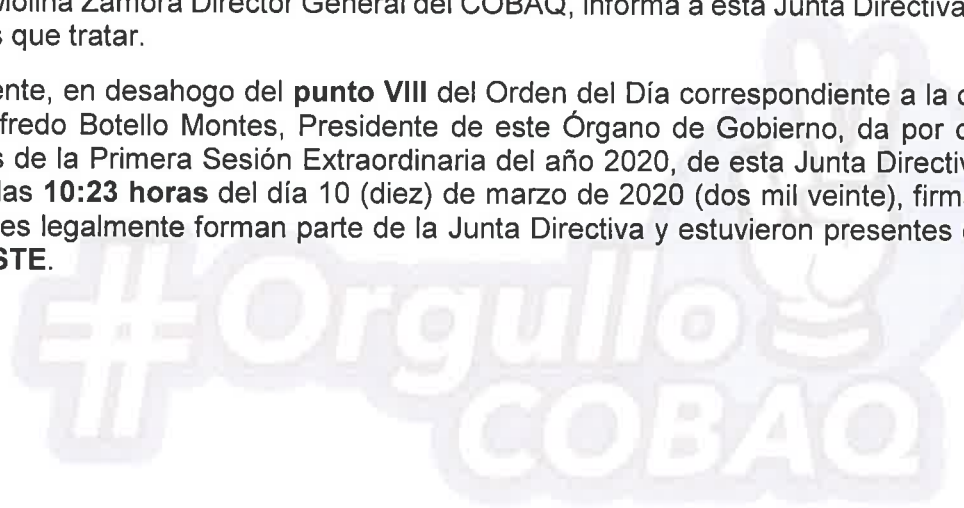 Molina Zamora Director General del COBAQ, informa a esta Junta Directiva
s que tratar.
ente, en desahogo del punto VIII del Orden del Día correspondiente a la c
fredo Botello Montes, Presidente de este Órgano de Gobierno, da por c
s de la Primera Sesión Extraordinaria del año 2020, de esta Junta Directiv
las 10:23 horas del día 10 (diez) de marzo de 2020 (dos mil veinte), firm
es legalmente forman parte de la Junta Directiva y estuvieron presentes
STE.
#Orgullo
COBAQ